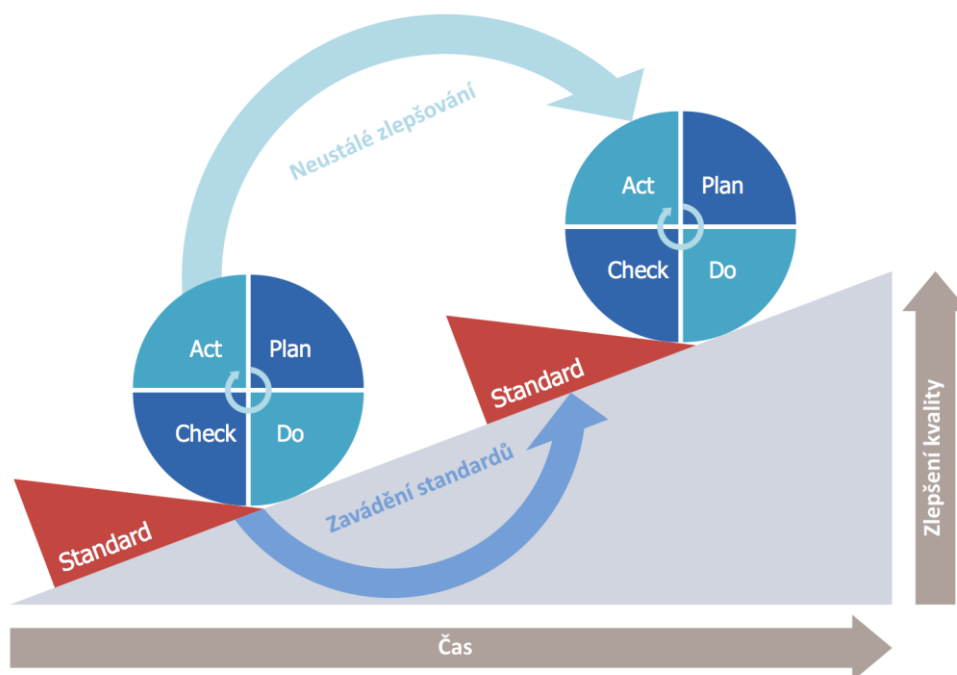 Neustálé zlepšování
Act
Plan
Check
Do
Standard
Act
Plan
Check
Do
Standard
Zavádění standardů
Zlepšení kvality
Čas